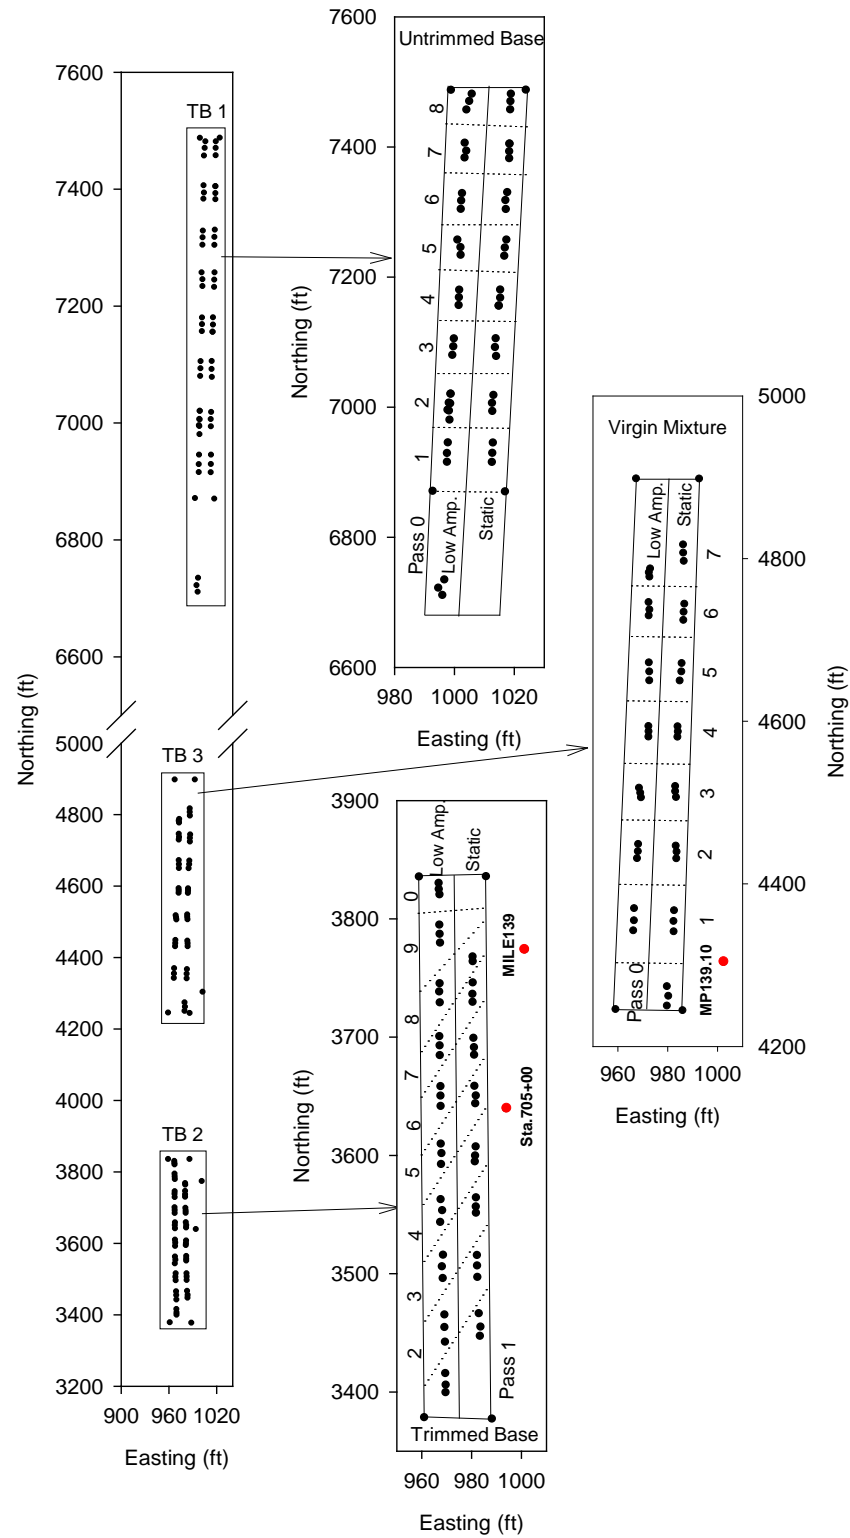 7600
7400
7200
7000
6800
6600
5000
4800
4600
4400
4200
4000
3800
3600
3400
3200
900 960 1020
Easting (ft)
Northing (ft)
TB 1
TB 3
TB 2
7600
7400
7200
7000
6800
6600
980 1000 1020
Easting (ft)
Northing (ft)
Untrimmed Base
8
7
6
5
4
3
2
1
Pass 0
Low Amp.
Static
3900
3800
3700
3600
3500
3400
960 980 1000
Easting (ft)
Northing (ft)
Low Amp.
Static
0
9
8
7
6
5
4
3
2
Pass 1
MILE139
Sta.705+00
Trimmed Base
5000
4800
4600
4400
4200
960 980 1000
Easting (ft)
Northing (ft)
Virgin Mixture
Low Amp.
Static
7
6
5
4
3
2
1
Pass 0
MP139.10